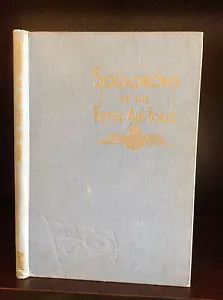 SQUADRONS
OF THE
ROYAL AIR FORCE